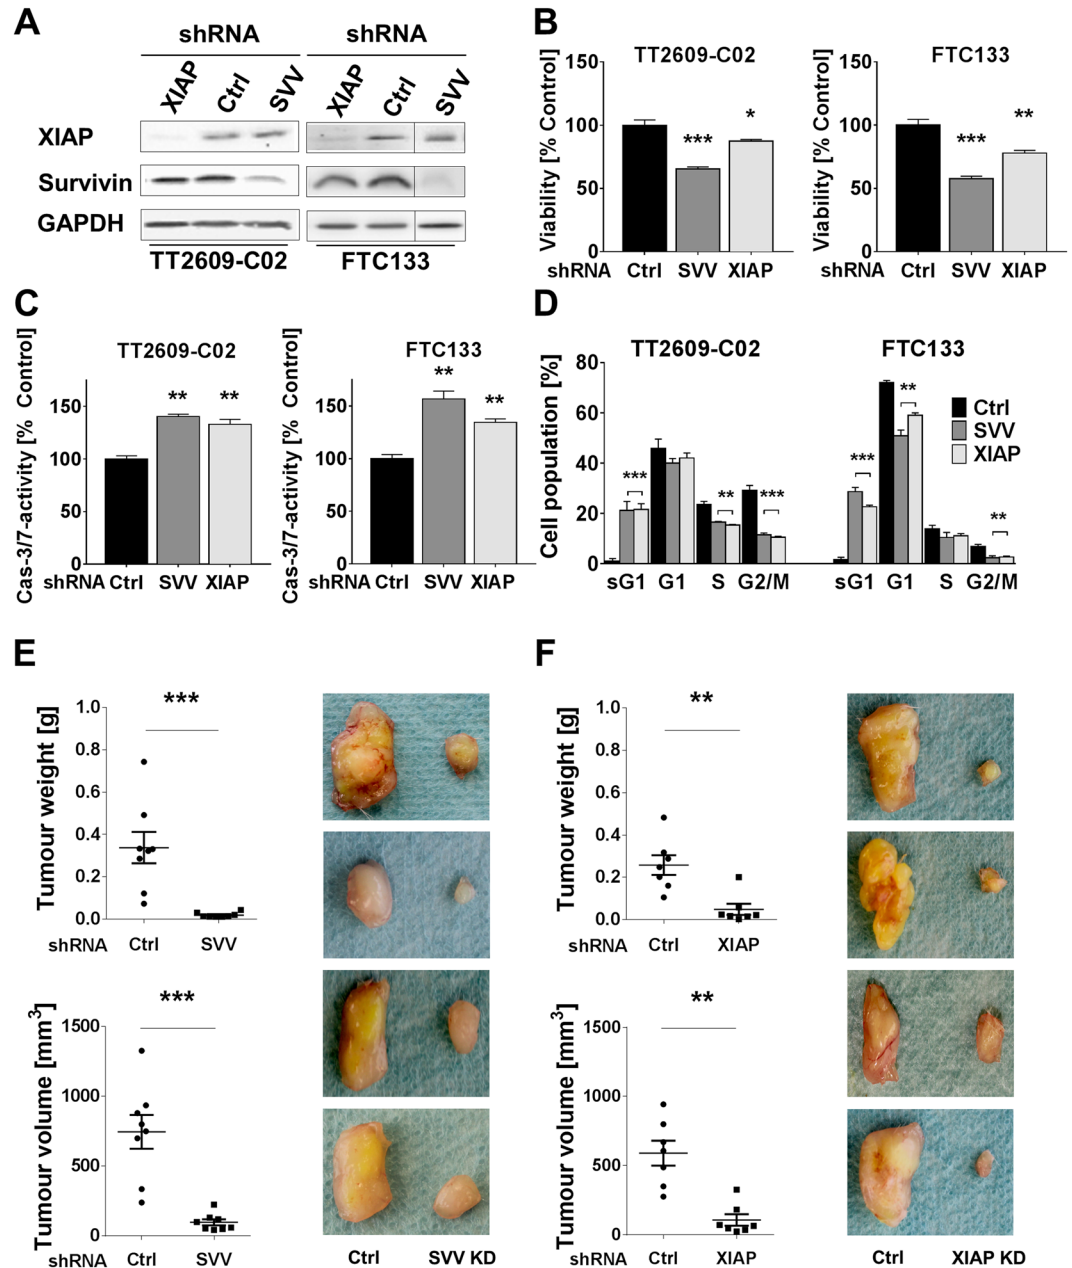 A
shRNA
shRNA
XIAP
Ctrl
SVV
XIAP
Ctrl
SVV
XIAP
Survivin
GAPDH
TT2609-C02
FTC133
B
TT2609-C02
Viability [% Control]
150
100
50
0
***
*
shRNA Ctrl SVV XIAP
FTC133
Viability [% Control]
150
100
50
0
***
**
shRNA Ctrl SVV XIAP
C
TT2609-C02
Cas-3/7-activity [% Control]
150
100
50
0
** **
shRNA Ctrl SVV XIAP
FTC133
Cas-3/7-activity [% Control]
150
100
50
0
**
**
shRNA Ctrl SVV XIAP
D
TT2609-C02
FTC133
Cell population [%]
80
60
40
20
0
***
**
***
***
**
**
Ctrl
SVV
XIAP
sG1 G1 S G2/M
sG1 G1 S G2/M
E
***
Tumour weight [g]
1.0
0.8
0.6
0.4
0.2
0.0
shRNA Ctrl SVV
***
Tumour volume [mm³]
1500
1000
500
0
shRNA Ctrl SVV
Ctrl SVV KD
F
**
Tumour weight [g]
1.0
0.8
0.6
0.4
0.2
0.0
shRNA Ctrl XIAP
**
Tumour volume [mm³]
1500
1000
500
0
shRNA Ctrl XIAP
Ctrl XIAP KD